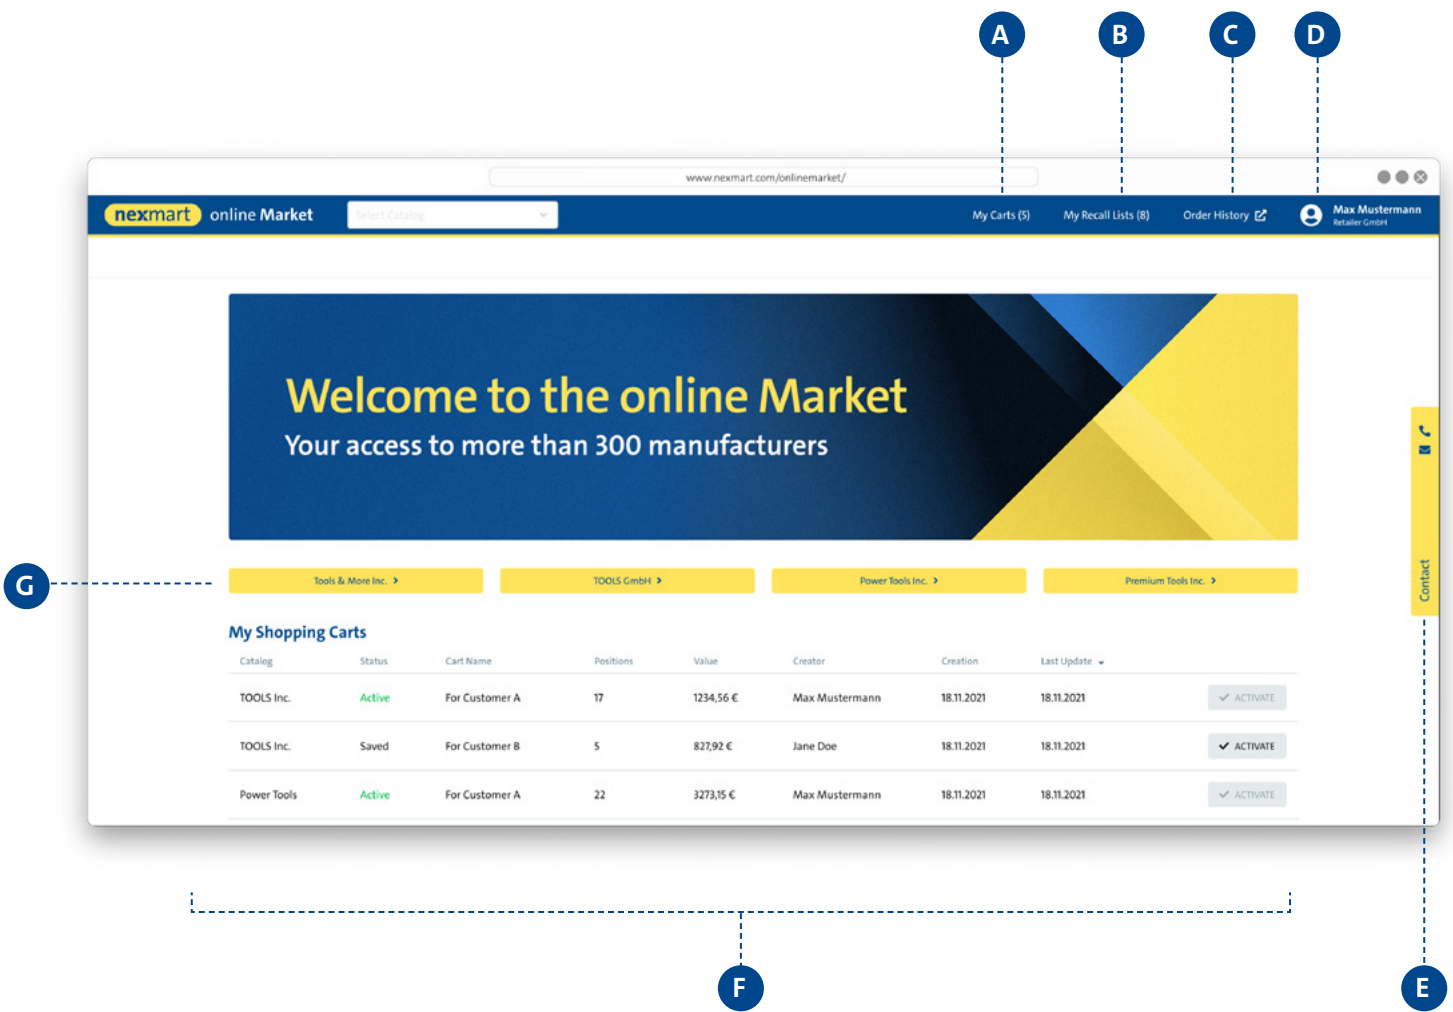 A B C D
www.nexmart.com/onlinemarket/
nexmart online Market Select Catalog My Carts (5) My Recall Lists (8) Order History Max Mustermann
Retailer GmbH
Welcome to the online Market
Your access to more than 300 manufacturers
Contact
G
Tools & More Inc. TOOLS GmbH Power Tools Inc. Premium Tools Inc.
My Shopping Carts
Catalog Status Cart Name Positions Value Creator Creation Last Update
TOOLS Inc. Active For Customer A 17 1234,56 € Max Mustermann 18.11.2021 18.11.2021 ACTIVATE
TOOLS Inc. Saved For Customer B 5 827,92 € Jane Doe 18.11.2021 18.11.2021 ACTIVATE
Power Tools Active For Customer A 22 3273,15 € Max Mustermann 18.11.2021 18.11.2021 ACTIVATE
F E